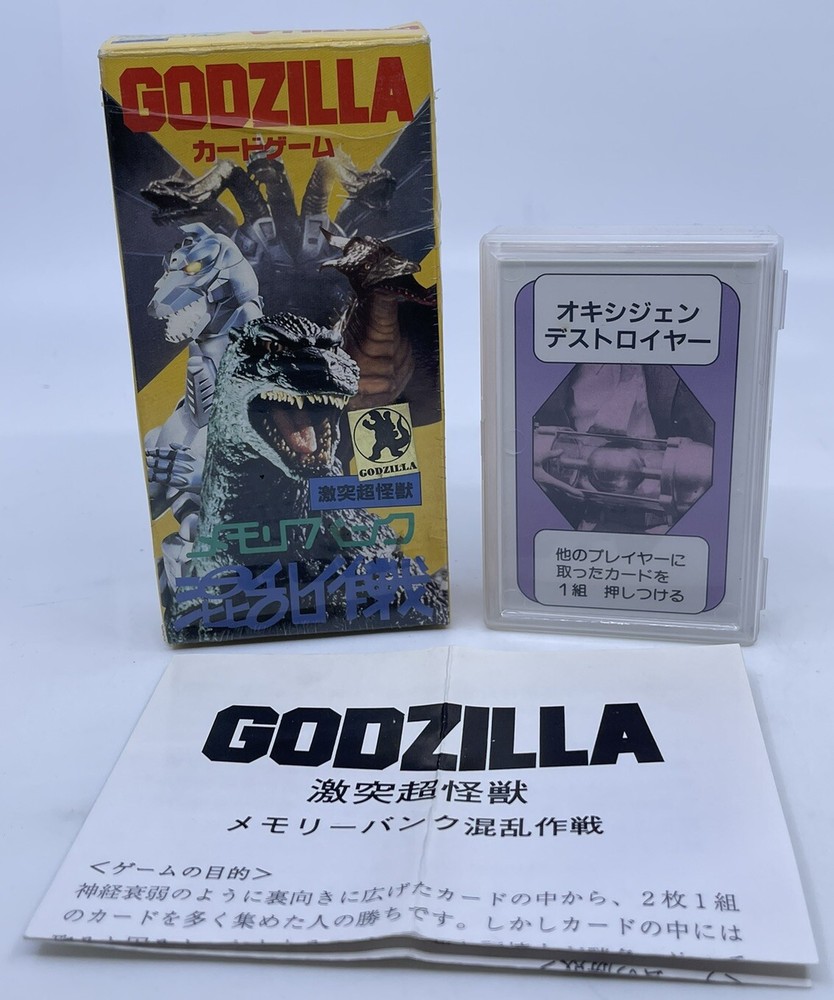 GODZILLA
カードゲーム
GODZILLA
激突超怪獣
メモリーバンク
混乱作戦
オキシジェン
デストロイヤー
他のプレイヤーに
取ったカードを
1組 押しつける
GODZILLA
激突超怪獣
メモリーバンク混乱作戦
<ゲームの目的>
神経衰弱のように裏向きに広げたカードの中から、2枚1組
のカードを多く集めた人の勝ちです。しかしカードの中には